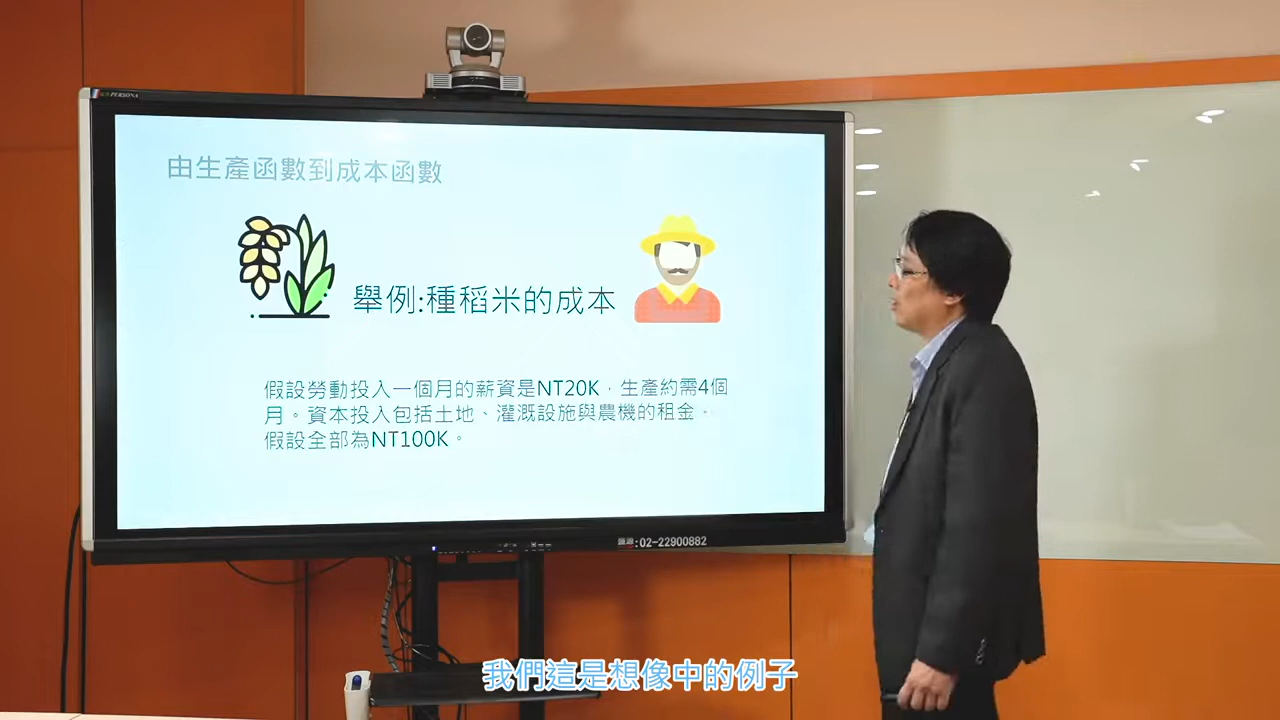 PERSONA
由生產函數到成本函數
舉例:種稻米的成本
假設勞動投入一個月的薪資是NT20K，生產約需4個
月。資本投入包括土地、灌溉設施與農機的租金。
假設全部為NT100K。
:02-22900882
我們這是想像中的例子